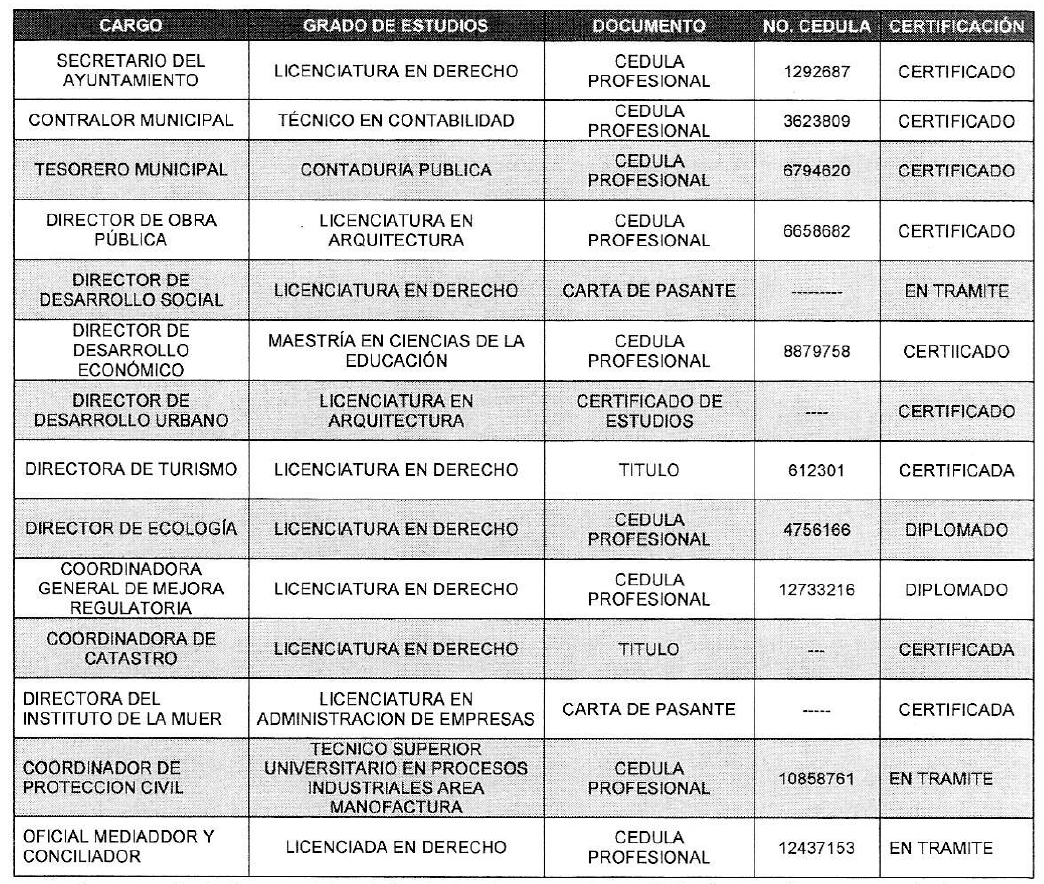 CARGO GRADO DE ESTUDIOS DOCUMENTO NO. CEDULA CERTIFICACIÓN
SECRETARIO DEL
AYUNTAMIENTO
LICENCIATURA EN DERECHO
CEDULA
PROFESIONAL
1292687
CERTIFICADO
CONTRALOR MUNICIPAL
TÉCNICO EN CONTABILIDAD
CEDULA
PROFESIONAL
3623809
CERTIFICADO
TESORERO MUNICIPAL
CONTADURIA PUBLICA
CEDULA
PROFESIONAL
6794620
CERTIFICADO
DIRECTOR DE OBRA
PÚBLICA
LICENCIATURA EN
ARQUITECTURA
CEDULA
PROFESIONAL
6658682
CERTIFICADO
DIRECTOR DE
DESARROLLO SOCIAL
LICENCIATURA EN DERECHO
CARTA DE PASANTE
---------
EN TRAMITE
DIRECTOR DE
DESARROLLO
ECONÓMICO
MAESTRÍA EN CIENCIAS DE LA
EDUCACIÓN
CEDULA
PROFESIONAL
8879758
CERTIICADO
DIRECTOR DE
DESARROLLO URBANO
LICENCIATURA EN
ARQUITECTURA
CERTIFICADO DE
ESTUDIOS
----
CERTIFICADO
DIRECTORA DE TURISMO
LICENCIATURA EN DERECHO
TITULO
612301
CERTIFICADA
DIRECTOR DE ECOLOGÍA
LICENCIATURA EN DERECHO
CEDULA
PROFESIONAL
4756166
DIPLOMADO
COORDINADORA
GENERAL DE MEJORA
REGULATORIA
LICENCIATURA EN DERECHO
CEDULA
PROFESIONAL
12733216
DIPLOMADO
COORDINADORA DE
CATASTRO
LICENCIATURA EN DERECHO
TITULO
---
CERTIFICADA
DIRECTORA DEL
INSTITUTO DE LA MUER
LICENCIATURA EN
ADMINISTRACION DE EMPRESAS
CARTA DE PASANTE
-----
CERTIFICADA
COORDINADOR DE
PROTECCION CIVIL
TECNICO SUPERIOR
UNIVERSITARIO EN PROCESOS
INDUSTRIALES AREA
MANOFACTURA
CEDULA
PROFESIONAL
10858761
EN TRAMITE
OFICIAL MEDIADDOR Y
CONCILIADOR
LICENCIADA EN DERECHO
CEDULA
PROFESIONAL
12437153
EN TRAMITE